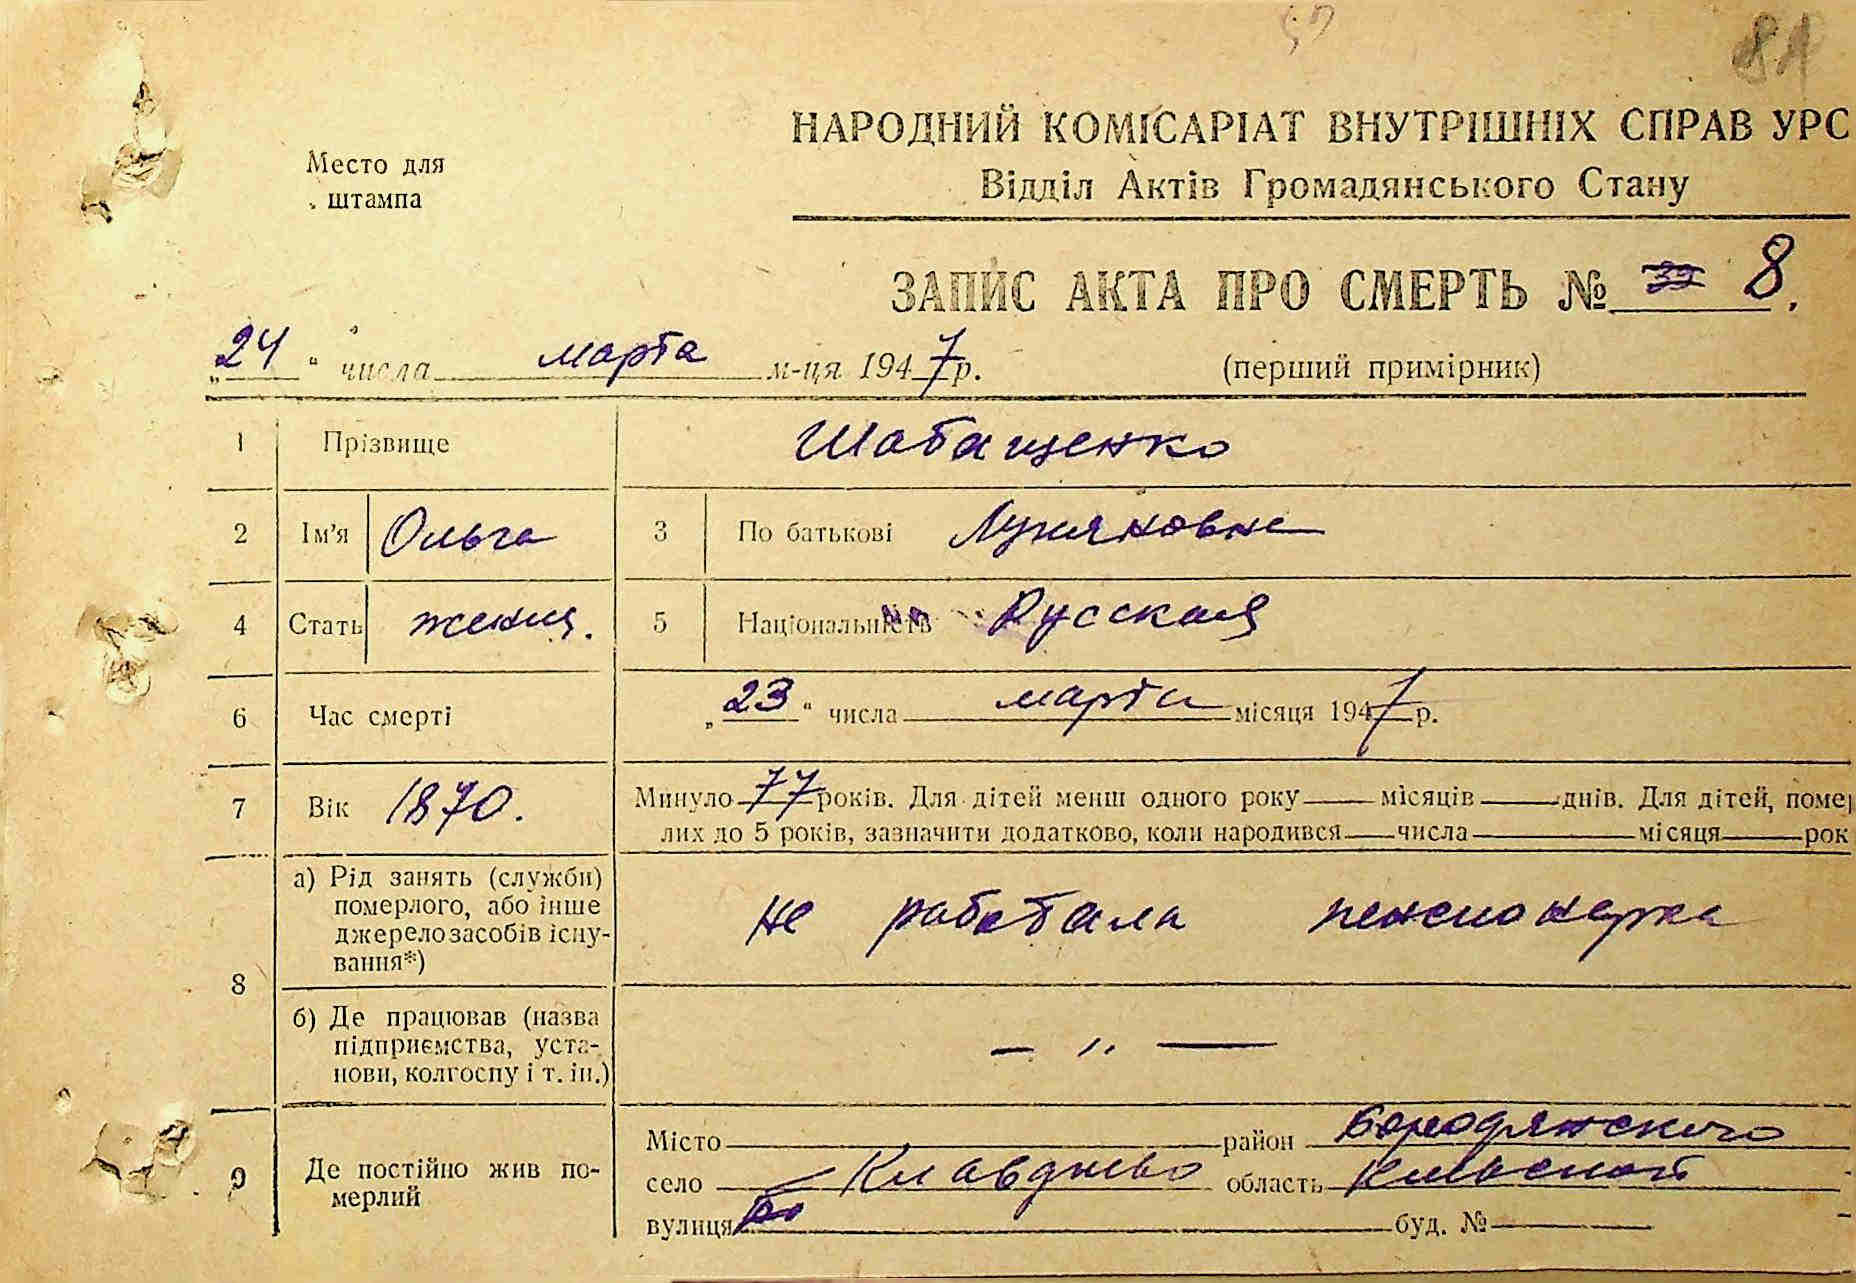 81
НАРОДНИЙ КОМІСАРІАТ ВНУТРІШНІХ СПРАВ УРС
Место для штампа
Відділ Актів Громадянського Стану
ЗАПИС АКТА ПРО СМЕРТЬ № 8.
„24“ числа марта м-ця 1947 р. (перший примірник)
1 Прізвище Шабащенко
2 Ім'я Ольга 3 По батькові
4 Стать женщ. 5 Національність Русская
6 Час смерті „23“ числа марта місяця 1947 р.
7 Вік 1870. Минуло 77 років. Для дітей менш одного року — місяців — днів. Для дітей, помер
лих до 5 років, зазначити додатково, коли народився — числа — місяця — рок
8 а) Рід занять (служби) померлого, або інше джерело засобів існування*) не работала пенсионерка
б) Де працював (назва підприємства, установи, колгоспу і т. ін.) — „ —
9 Де постійно жив померлий
Місто район Бородянского
село Клавдиево область Киевской
вулиця буд. №